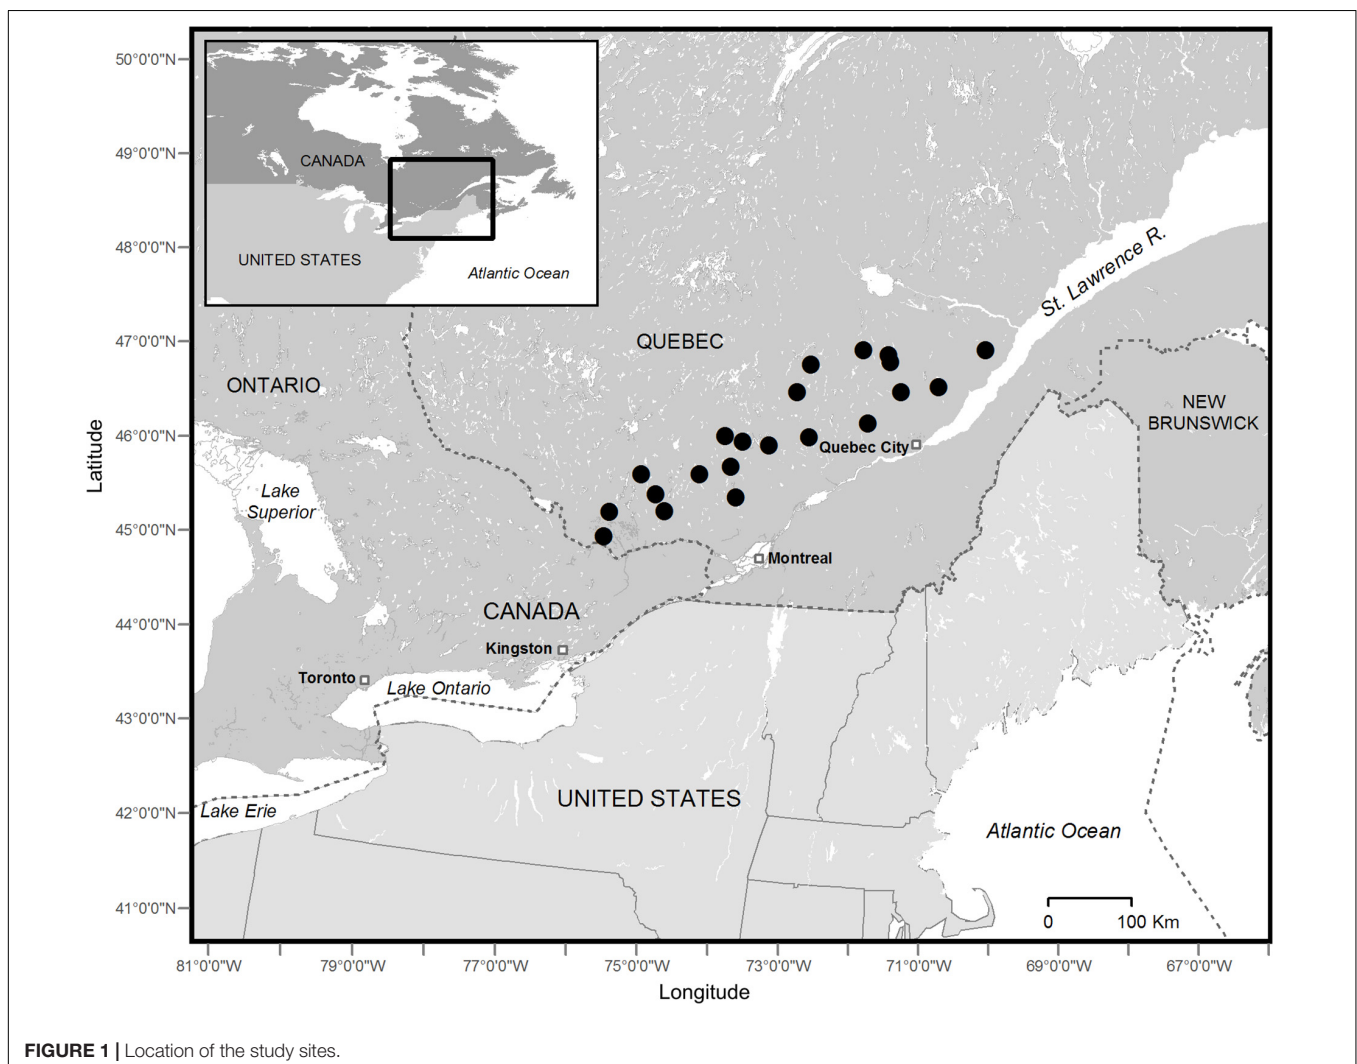 50°0'0"N
49°0'0"N
48°0'0"N
47°0'0"N
46°0'0"N
45°0'0"N
44°0'0"N
43°0'0"N
42°0'0"N
41°0'0"N
Latitude
CANADA
UNITED STATES
Atlantic Ocean
St. Lawrence R.
QUEBEC
ONTARIO
NEW
BRUNSWICK
Quebec City
Lake
Superior
Montreal
CANADA
Kingston
Toronto
Lake Ontario
UNITED STATES
Lake Erie
Atlantic Ocean
0 100 Km
81°0'0"W 79°0'0"W 77°0'0"W 75°0'0"W 73°0'0"W 71°0'0"W 69°0'0"W 67°0'0"W
Longitude
FIGURE 1 | Location of the study sites.